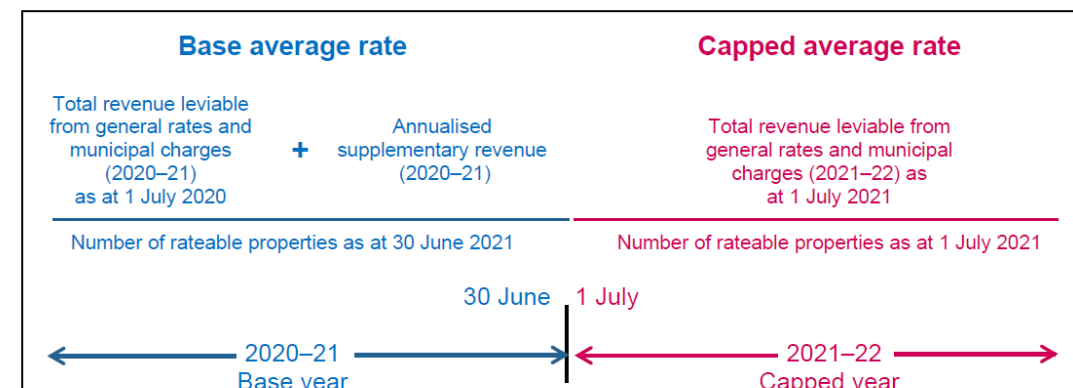 Base average rate
Total revenue leviable
from general rates and
municipal charges
(2020–21)
as at 1 July 2020
+
Annualised
supplementary revenue
(2020–21)
Number of rateable properties as at 30 June 2021
Capped average rate
Total revenue leviable from
general rates and municipal
charges (2021–22) as
at 1 July 2021
Number of rateable properties as at 1 July 2021
30 June
1 July
2020–21
Base year
2021–22
Capped year